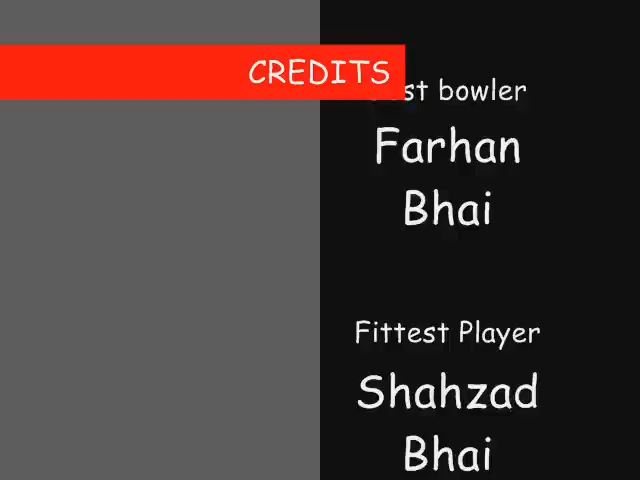 CREDITS
bowler
Farhan
Bhai
Fittest Player
Shahzad
Bhai